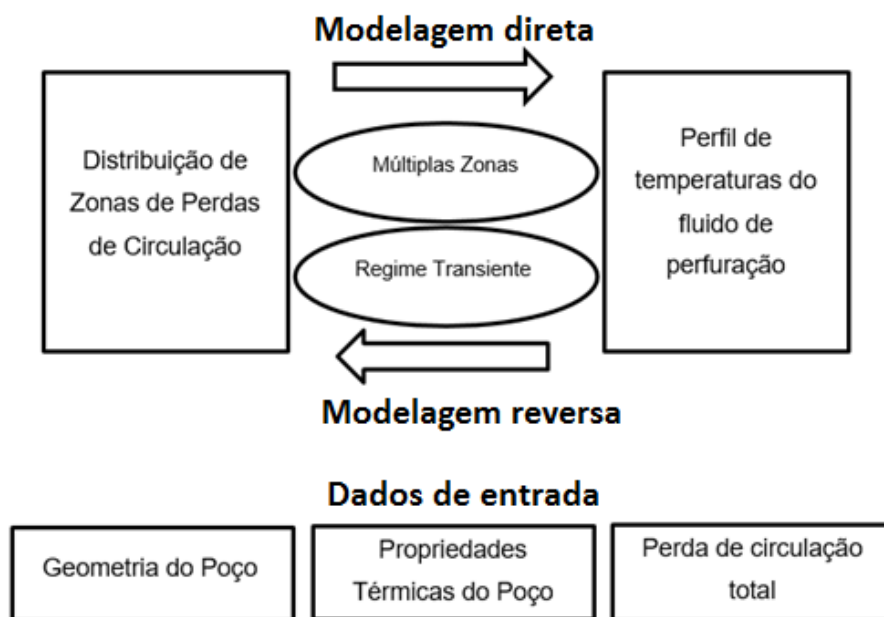 Modelagem direta
Distribuição de
Zonas de Perdas
de Circulação
Múltiplas Zonas
Regime Transiente
Perfil de
temperaturas do
fluido de
perfuração
Modelagem reversa
Dados de entrada
Geometria do Poço
Propriedades
Térmicas do Poço
Perda de circulação
total